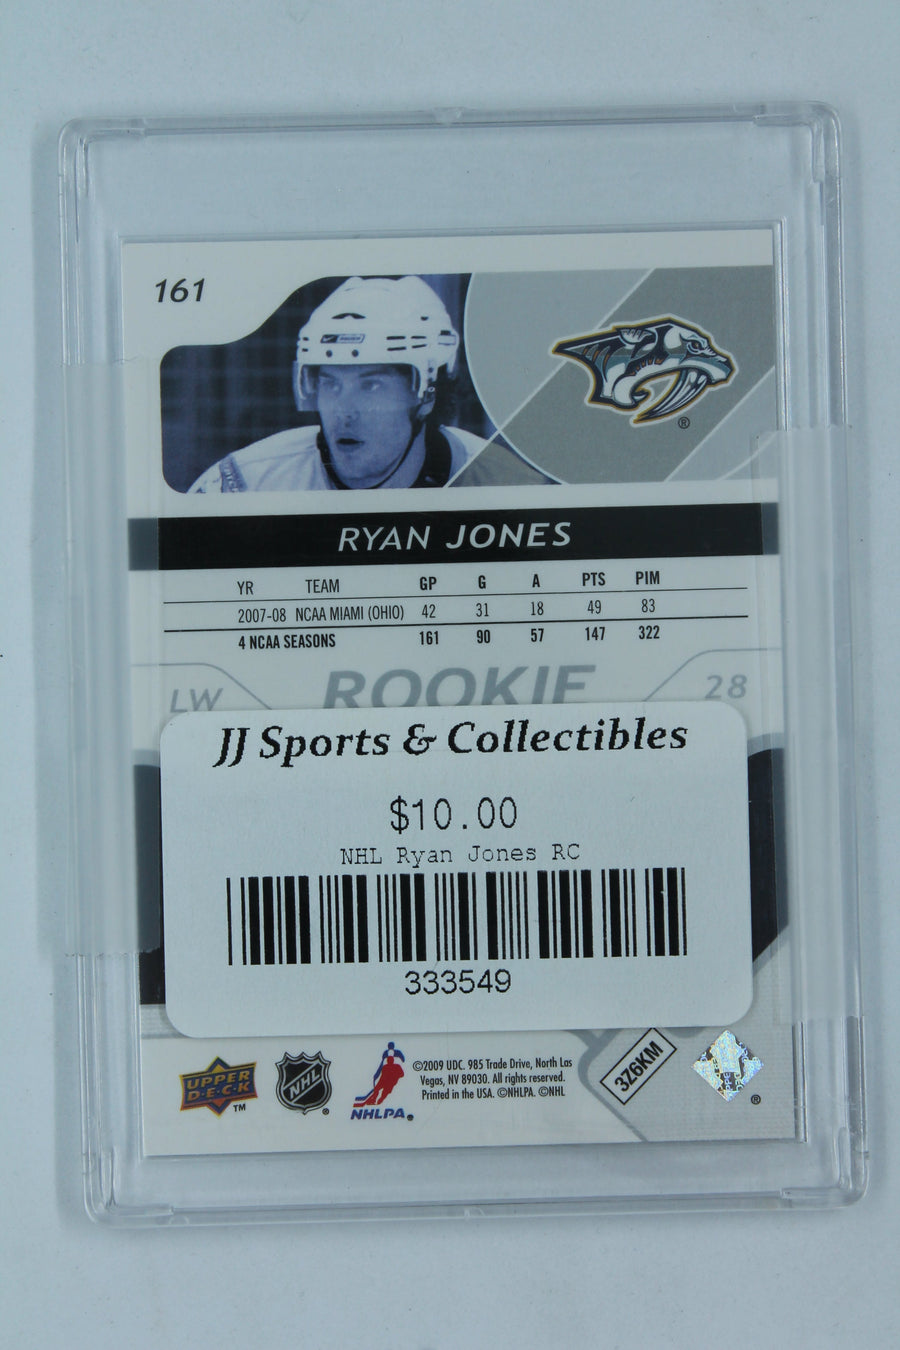 161
RYAN JONES
YR TEAM GP G A PTS PIM
2007-08 NCAA MIAMI (OHIO) 42 31 18 49 83
4 NCAA SEASONS 161 90 57 147 322
LW ROOKIE 28
JJ Sports & Collectibles
$10.00
NHL Ryan Jones RC
333549
UPPER
D·E·C·K
TM
NHL
®
NHLPA®
©2009 UDC. 985 Trade Drive, North Las
Vegas, NV 89030. All rights reserved.
Printed in the USA. ©NHLPA. ©NHL
3Z6KM
®